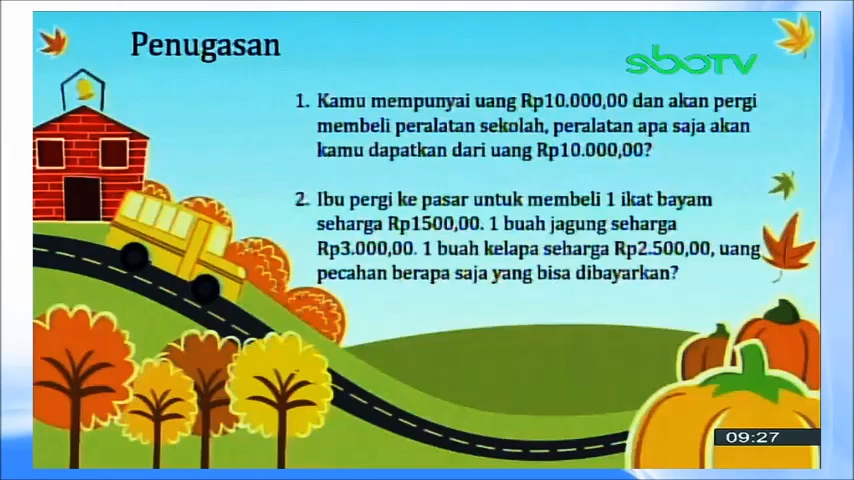 Penugasan
sboTV
1. Kamu mempunyai uang Rp10.000,00 dan akan pergi
membeli peralatan sekolah, peralatan apa saja akan
kamu dapatkan dari uang Rp10.000,00?
2. Ibu pergi ke pasar untuk membeli 1 ikat bayam
seharga Rp1500,00. 1 buah jagung seharga
Rp3.000,00. 1 buah kelapa seharga Rp2.500,00, uang
pecahan berapa saja yang bisa dibayarkan?
09:27